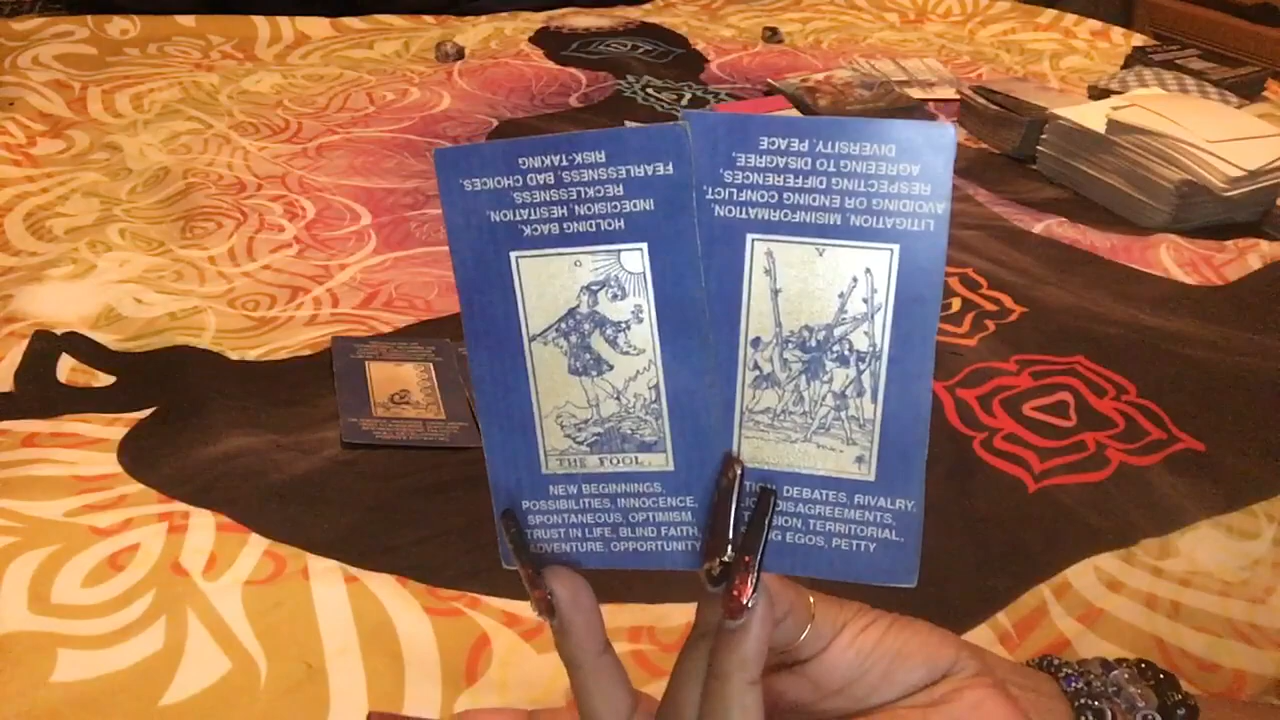 RISK-TAKING
FEARLESSNESS, BAD CHOICES,
RECKLESSNESS,
INDECISION, HESITATION,
HOLDING BACK,
0
THE FOOL.
NEW BEGINNINGS,
POSSIBILITIES, INNOCENCE,
SPONTANEOUS, OPTIMISM,
TRUST IN LIFE, BLIND FAITH,
ADVENTURE, OPPORTUNITY
DIVERSITY, PEACE
AGREEING TO DISAGREE,
RESPECTING DIFFERENCES,
AVOIDING OR ENDING CONFLICT,
LITIGATION, MISINFORMATION,
V
DEBATES, RIVALRY,
DISAGREEMENTS,
TERRITORIAL,
EGOS, PETTY